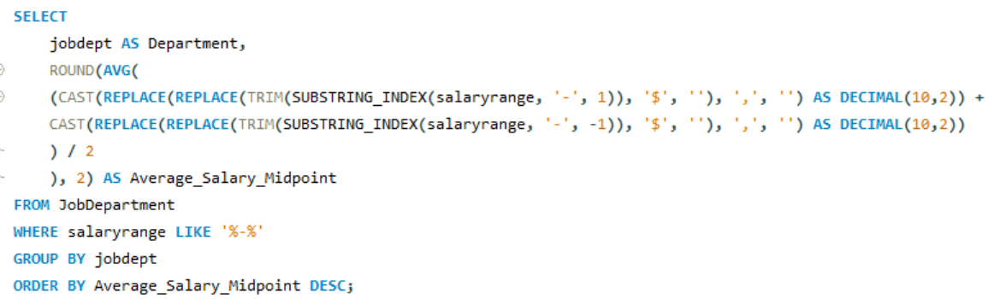 SELECT
jobdept AS Department,
ROUND(AVG(
(CAST(REPLACE(REPLACE(TRIM(SUBSTRING_INDEX(salaryrange, '-', 1)), '$', ''), ',', '') AS DECIMAL(10,2)) +
CAST(REPLACE(REPLACE(TRIM(SUBSTRING_INDEX(salaryrange, '-', -1)), '$', ''), ',', '') AS DECIMAL(10,2))
) / 2
), 2) AS Average_Salary_Midpoint
FROM JobDepartment
WHERE salaryrange LIKE '%-%'
GROUP BY jobdept
ORDER BY Average_Salary_Midpoint DESC;